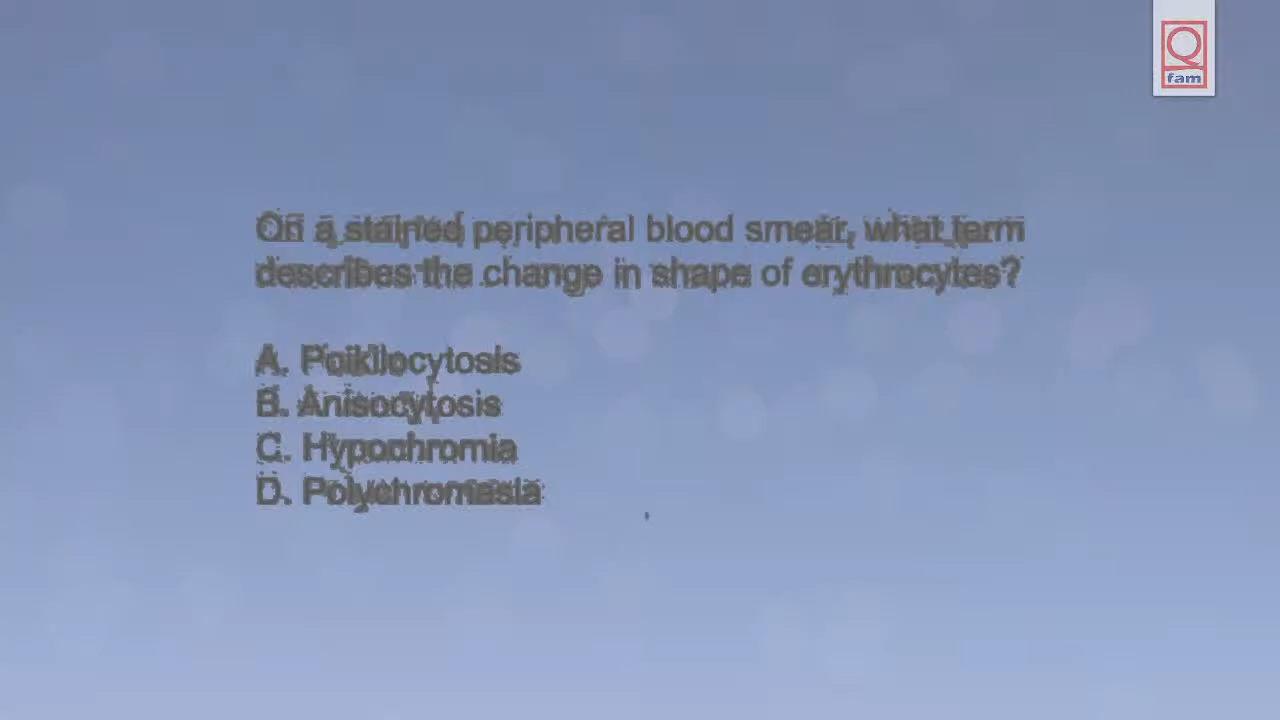 Q
fam
On a stained peripheral blood smear, what term
describes the change in shape of erythrocytes?
A. Poikilocytosis
B. Anisocytosis
C. Hypochromia
D. Polychromasia